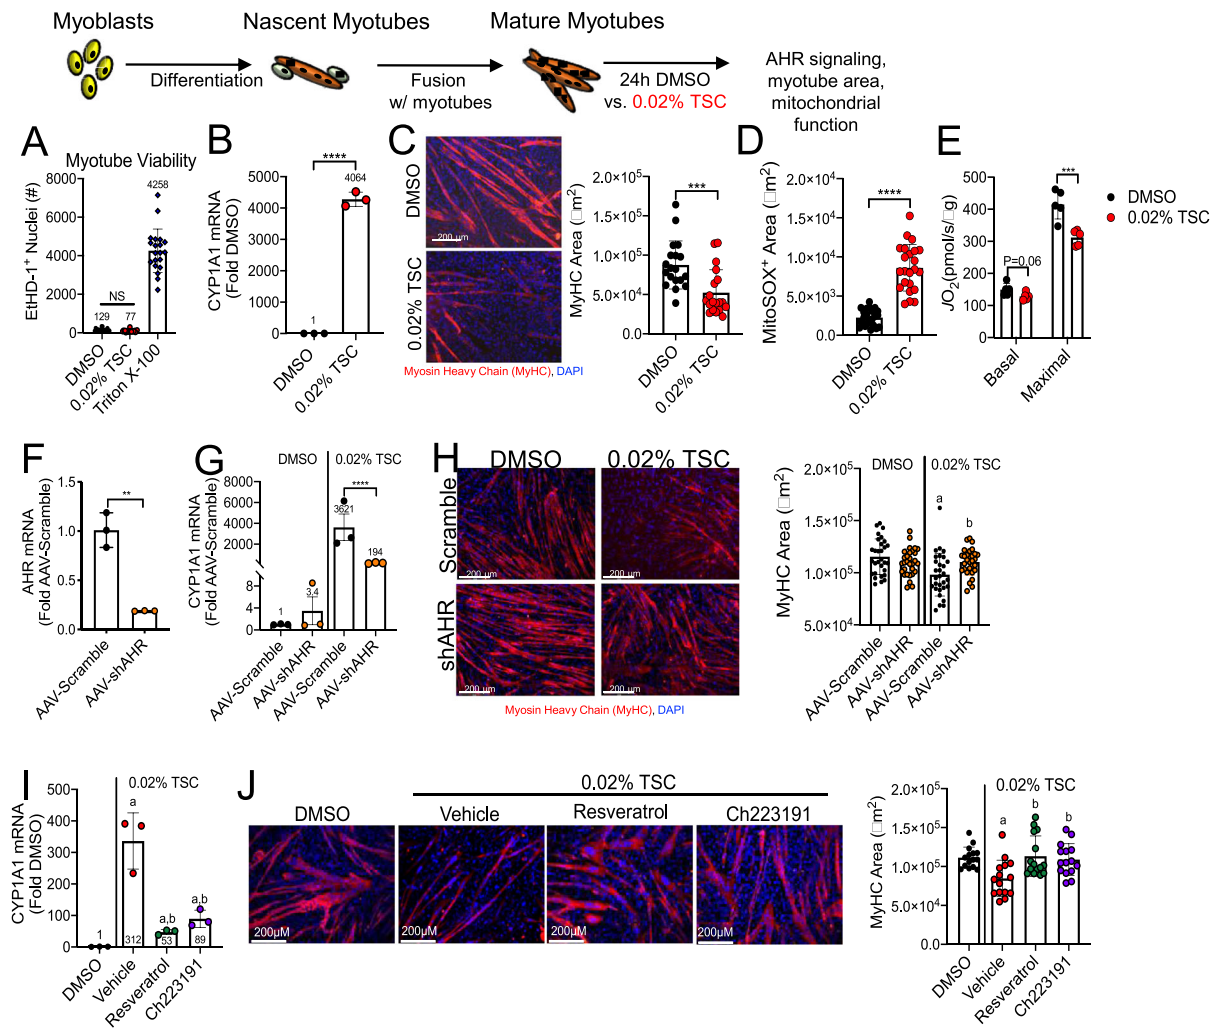 Myoblasts
Nascent Myotubes
Mature Myotubes
Differentiation
Fusion
w/ myotubes
24h DMSO
vs. 0.02% TSC
AHR signaling,
myotube area,
mitochondrial
function
A
Myotube Viability
EtHD-1+ Nuclei (#)
8000
6000
4000
2000
0
4258
NS
129
77
DMSO
0.02% TSC
Triton X-100
B
CYP1A1 mRNA
(Fold DMSO)
5000
4000
3000
2000
1000
0
****
4064
1
DMSO
0.02% TSC
C
DMSO
200 µm
0.02% TSC
Myosin Heavy Chain (MyHC), DAPI
MyHC Area (□m²)
2.0×10⁵
1.5×10⁵
1.0×10⁵
5.0×10⁴
0.0
***
DMSO
0.02% TSC
D
MitoSOX⁺ Area (□m²)
2.0×10⁴
1.5×10⁴
1.0×10⁴
5.0×10³
0.0
****
DMSO
0.02% TSC
E
JO₂(pmol/s/□g)
500
400
300
200
100
0
P=0.06
***
Basal
Maximal
DMSO
0.02% TSC
F
AHR mRNA
(Fold AAV-Scramble)
1.5
1.0
0.5
0.0
**
AAV-Scramble
AAV-shAHR
G
DMSO
0.02% TSC
CYP1A1 mRNA
(Fold AAV-Scramble)
8000
6000
4000
2000
8
4
0
****
3621
194
1
3.4
AAV-Scramble
AAV-shAHR
AAV-Scramble
AAV-shAHR
H
DMSO
0.02% TSC
Scramble
shAHR
200 µm
200 µm
200 µm
200 µm
Myosin Heavy Chain (MyHC), DAPI
MyHC Area (□m²)
2.0×10⁵
1.5×10⁵
1.0×10⁵
5.0×10⁴
DMSO
0.02% TSC
a
b
AAV-Scramble
AAV-shAHR
AAV-Scramble
AAV-shAHR
I
0.02% TSC
CYP1A1 mRNA
(Fold DMSO)
500
400
300
200
100
0
a
a,b
a,b
1
312
53
89
DMSO
Vehicle
Resveratrol
Ch223191
J
0.02% TSC
DMSO
Vehicle
Resveratrol
Ch223191
200µM
200µM
200µM
200µM
0.02% TSC
MyHC Area (□m²)
2.0×10⁵
1.5×10⁵
1.0×10⁵
5.0×10⁴
0.0
a
b
b
DMSO
Vehicle
Resveratrol
Ch223191